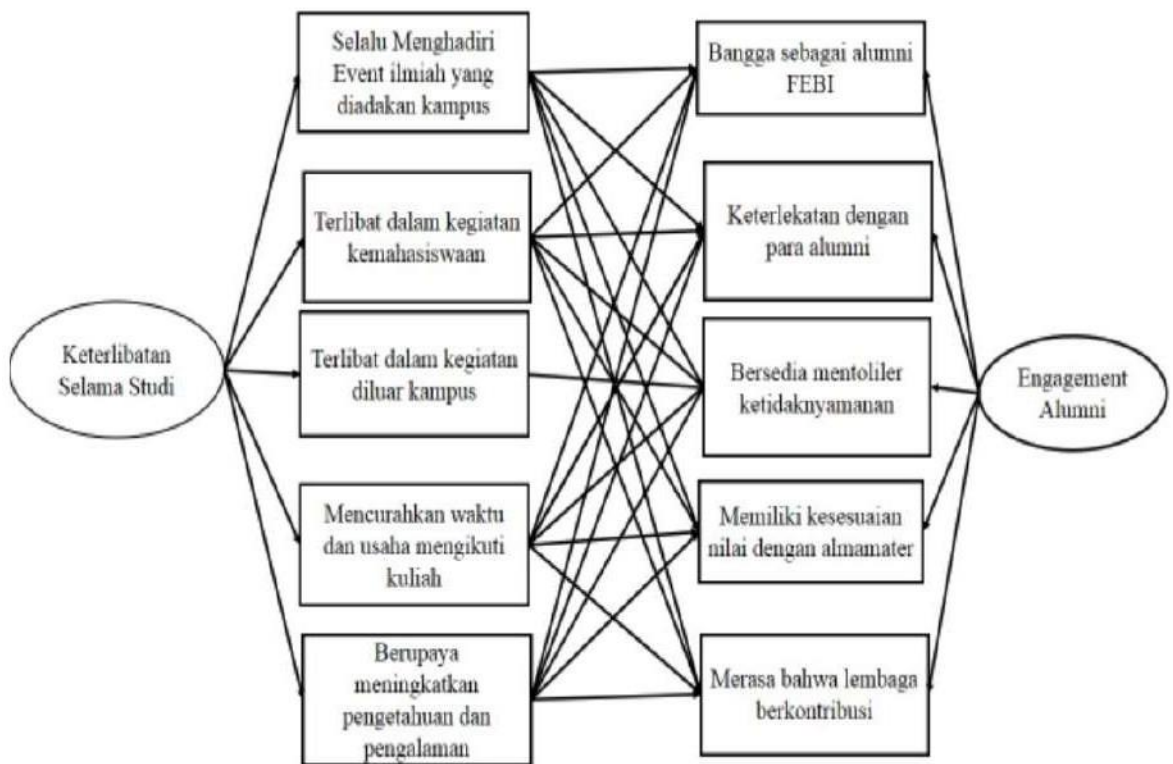 Selalu Menghadiri
Event ilmiah yang
diadakan kampus
Bangga sebagai alumni
FEBI
Terlibat dalam kegiatan
kemahasiswaan
Keterlekatan dengan
para alumni
Keterlibatan
Selama Studi
Terlibat dalam kegiatan
diluar kampus
Bersedia mentoliler
ketidaknyamanan
Engagement
Alumni
Mencurahkan waktu
dan usaha mengikuti
kuliah
Memiliki kesesuaian
nilai dengan almamater
Berupaya
meningkatkan
pengetahuan dan
pengalaman
Merasa bahwa lembaga
berkontribusi